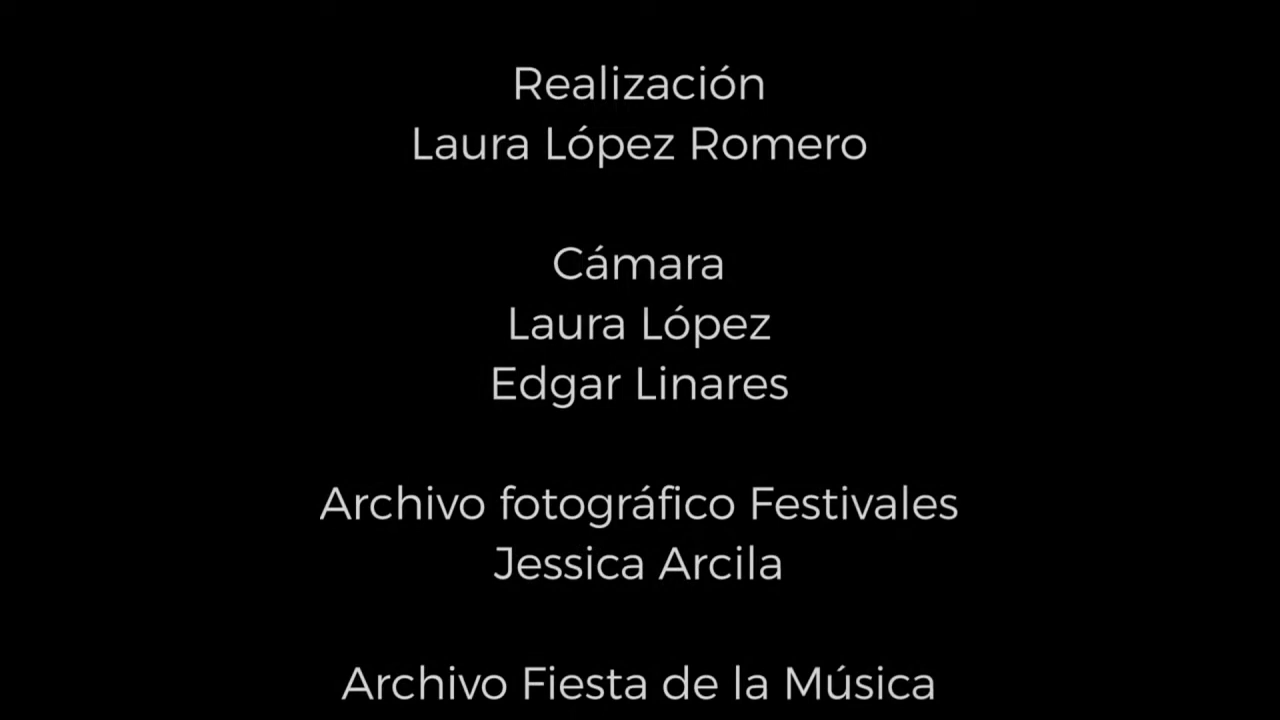 Realización
Laura López Romero
Cámara
Laura López
Edgar Linares
Archivo fotográfico Festivales
Jessica Arcila
Archivo Fiesta de la Música